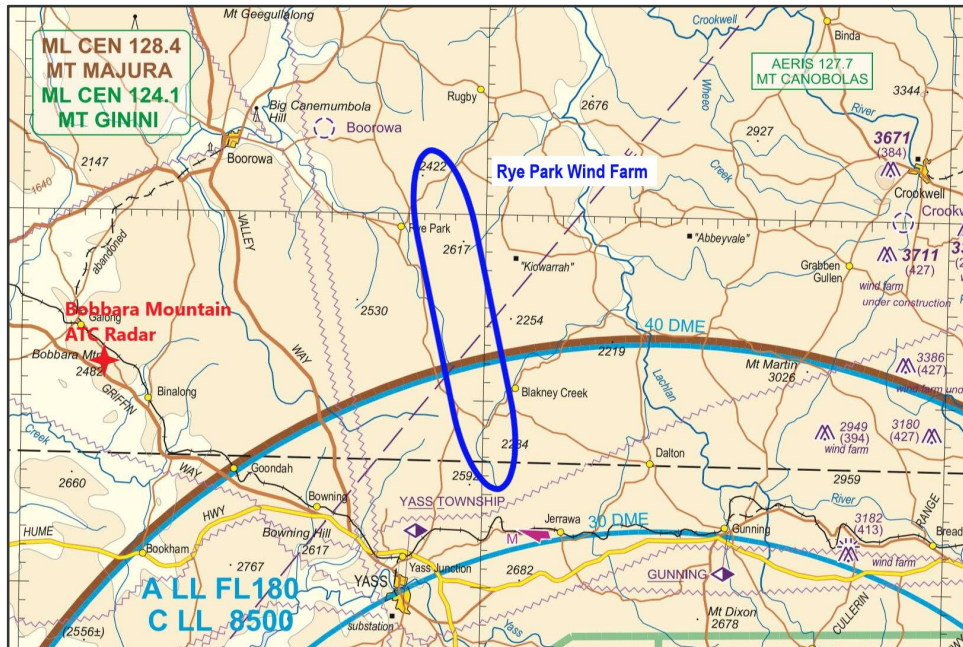 Mt Geegullalong
Crookwell
Binda
ML CEN 128.4
MT MAJURA
ML CEN 124.1
MT GININI
AERIS 127.7
MT CANOBOLAS
River
3344
Rugby
Wheeo
2676
Big Canemumbola
Hill
Boorowa
Boorowa
2927
3671
(384)
2147
Creek
1640
2422
Rye Park Wind Farm
Crookwell
Rye Park
VALLEY
"Abbeyvale"
2617
"Kiowarrah"
3711
(427)
abandoned
Grabben
Gullen
wind farm
under construction
Bobbara Mountain
ATC Radar
Galong
2530
2254
WAY
40 DME
Bobbara Mtn
2482
2219
Mt Martin
3026
3386
(427)
GRIFFIN
Binalong
Blakney Creek
Lachlan
2949
(394)
wind farm
3180
(427)
Creek
2284
WAY
Goondah
2592
Dalton
2660
2959
Bowning
YASS TOWNSHIP
River
HUME
HWY
Bowning Hill
2617
Jerrawa
30 DME
M
Gunning
3182
(413)
RANGE
Bookham
Yass Junction
wind farm
2767
A LL FL180
C LL 8500
YASS
2682
GUNNING
substation
Mt Dixon
2678
CULLERIN
(2556±)
Yass